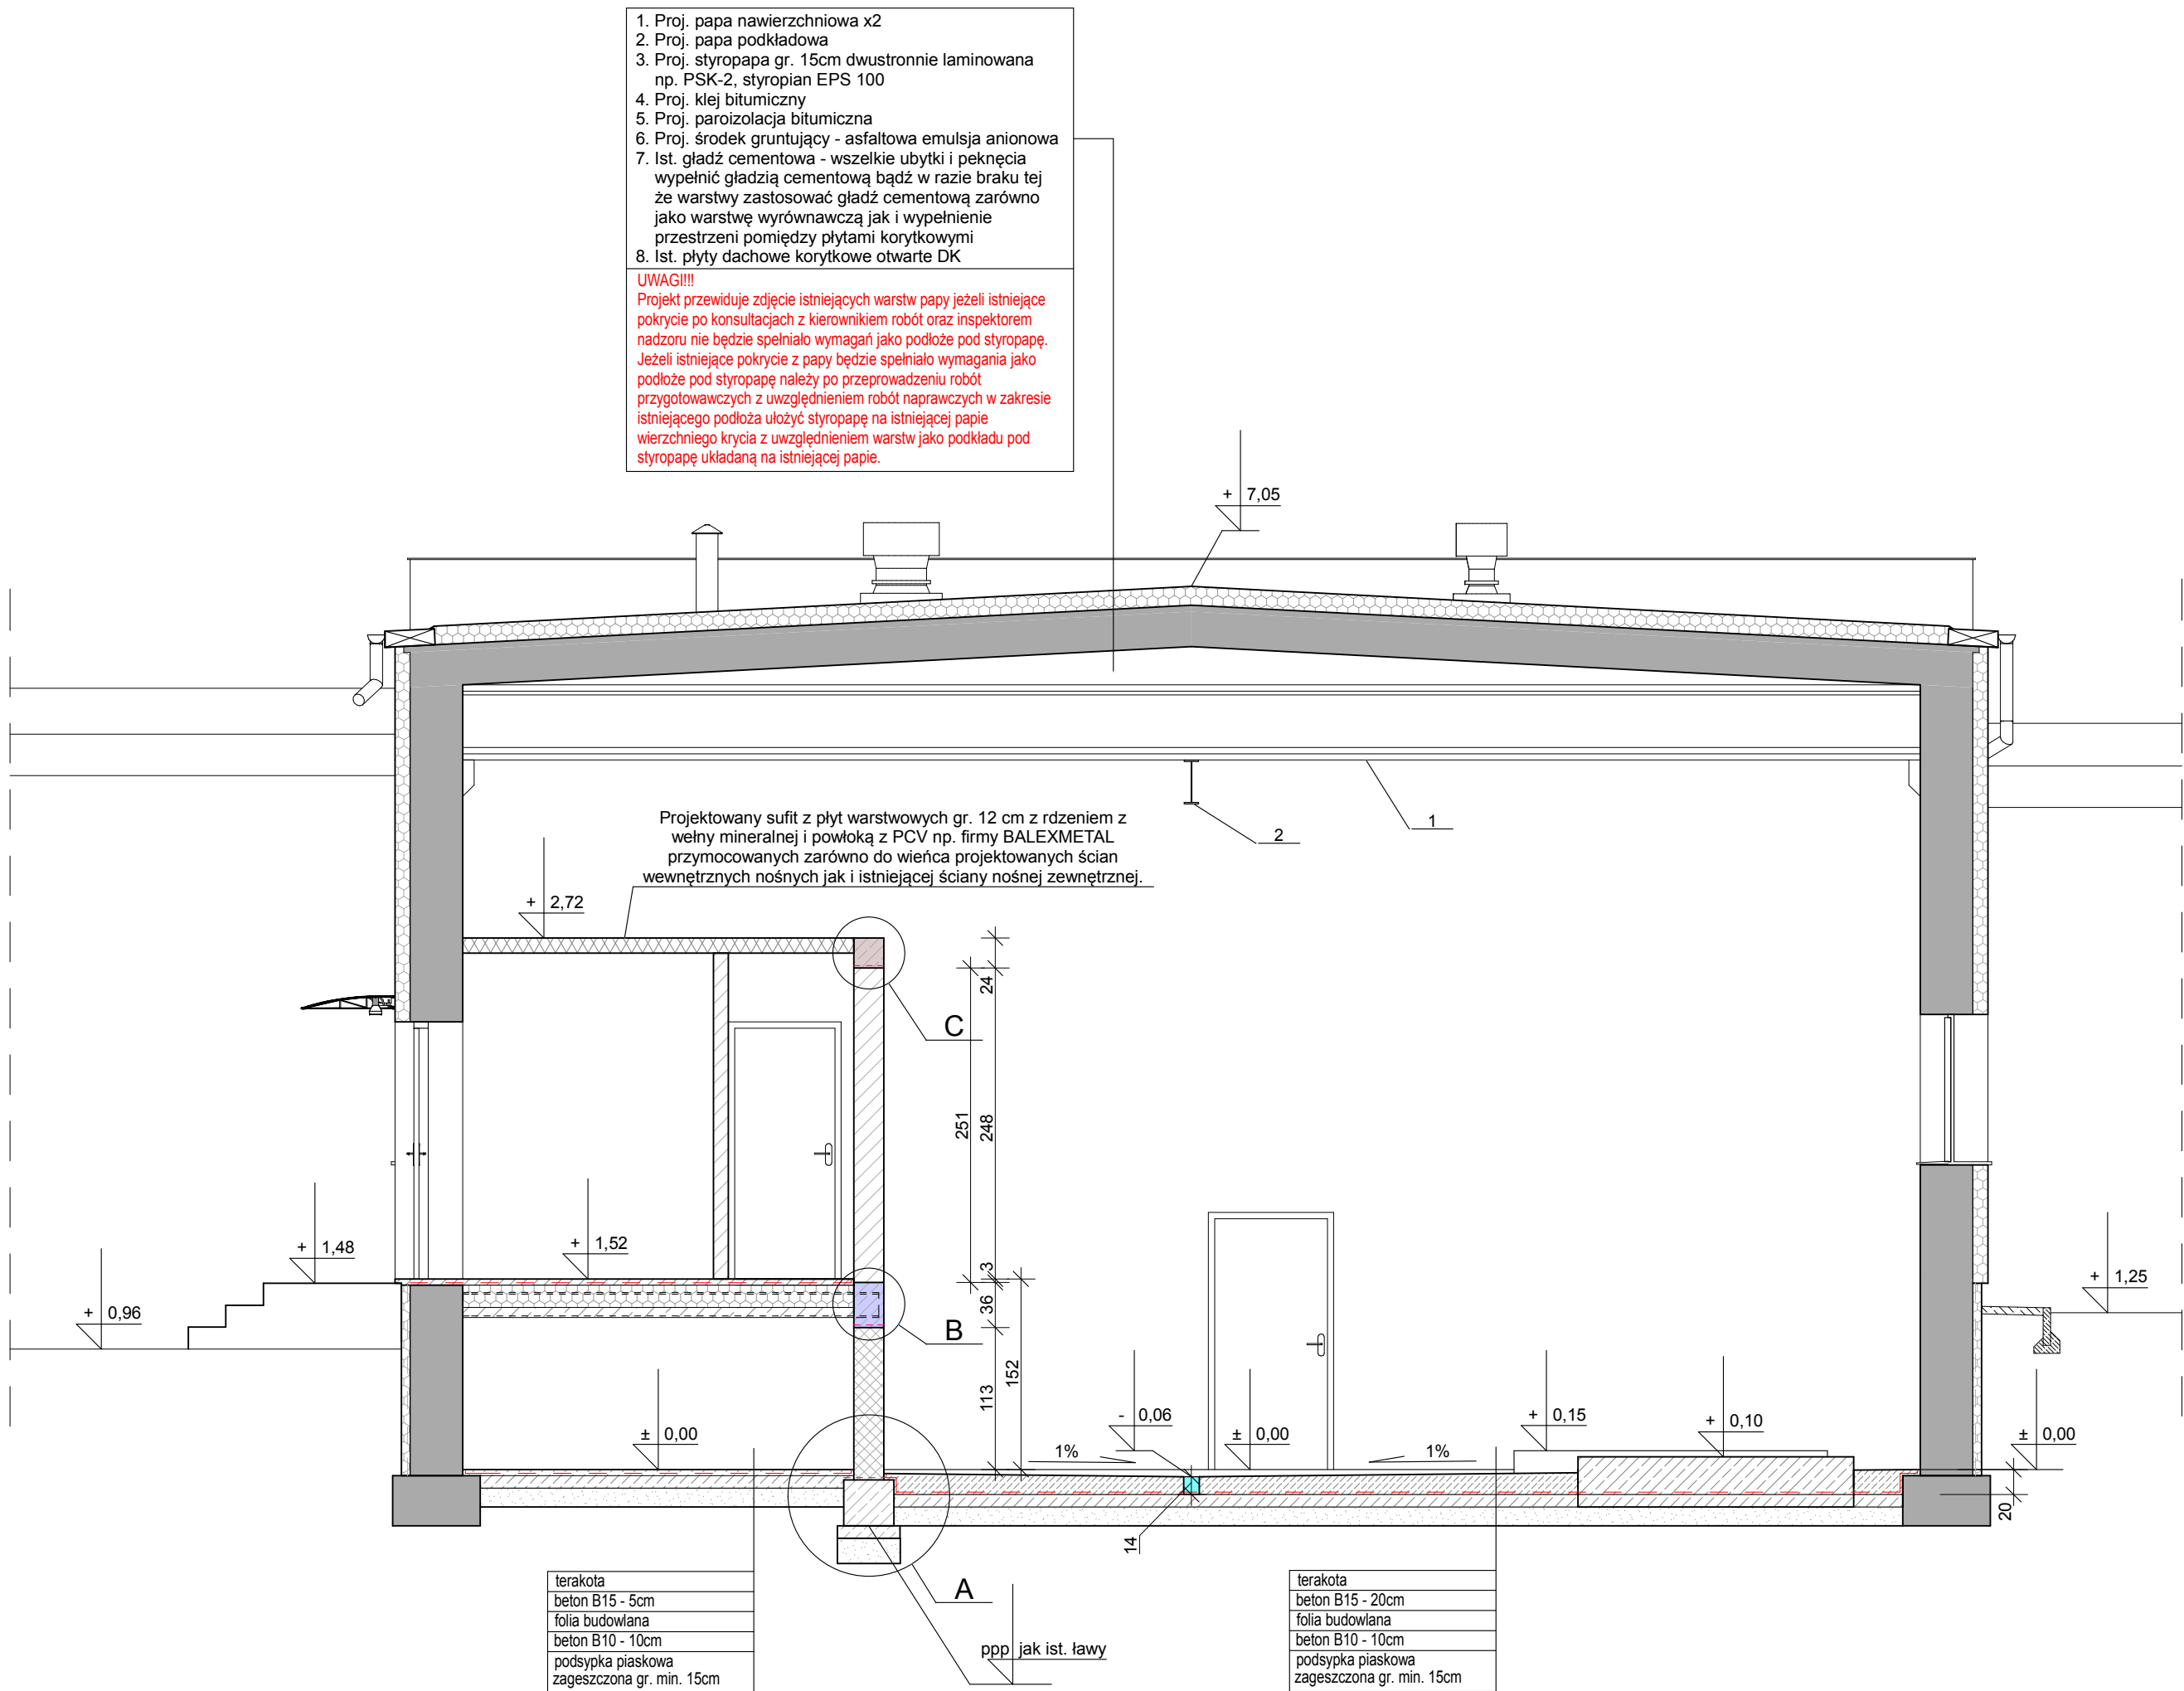 1. Proj. papa nawierzchniowa x2
2. Proj. papa podkładowa
3. Proj. styropapa gr. 15cm dwustronnie laminowana
np. PSK-2, styropian EPS 100
4. Proj. klej bitumiczny
5. Proj. paroizolacja bitumiczna
6. Proj. środek gruntujący - asfaltowa emulsja anionowa
7. Ist. gładź cementowa - wszelkie ubytki i peknęcia
wypełnić gładzią cementową bądź w razie braku tej
że warstwy zastosować gładź cementową zarówno
jako warstwę wyrównawczą jak i wypełnienie
przestrzeni pomiędzy płytami korytkowymi
8. Ist. płyty dachowe korytkowe otwarte DK
UWAGI!!!
Projekt przewiduje zdjęcie istniejących warstw papy jeżeli istniejące
pokrycie po konsultacjach z kierownikiem robót oraz inspektorem
nadzoru nie będzie spełniało wymagań jako podłoże pod styropapę.
Jeżeli istniejące pokrycie z papy będzie spełniało wymagania jako
podłoże pod styropapę należy po przeprowadzeniu robót
przygotowawczych z uwzględnieniem robót naprawczych w zakresie
istniejącego podłoża ułożyć styropapę na istniejącej papie
wierzchniego krycia z uwzględnieniem warstw jako podkładu pod
styropapę układaną na istniejącej papie.
+ 7,05
Projektowany sufit z płyt warstwowych gr. 12 cm z rdzeniem z
wełny mineralnej i powłoką z PCV np. firmy BALEXMETAL
przymocowanych zarówno do wieńca projektowanych ścian
wewnętrznych nośnych jak i istniejącej ściany nośnej zewnętrznej.
1
2
+ 2,72
24
C
251
248
+ 1,48
+ 1,52
3
+ 1,25
+ 0,96
36
B
152
113
± 0,00
- 0,06
± 0,00
+ 0,15
+ 0,10
± 0,00
1%
1%
20
14
A
ppp jak ist. ławy
terakota
beton B15 - 5cm
folia budowlana
beton B10 - 10cm
podsypka piaskowa
zageszczona gr. min. 15cm
terakota
beton B15 - 20cm
folia budowlana
beton B10 - 10cm
podsypka piaskowa
zageszczona gr. min. 15cm